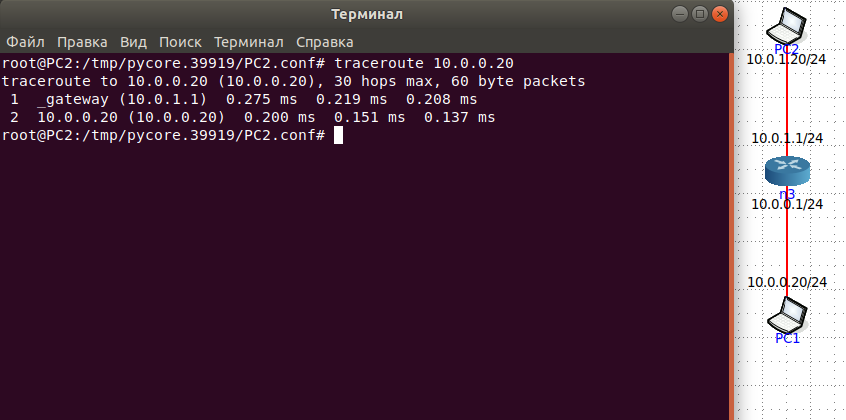 Терминал
Файл Правка Вид Поиск Терминал Справка
root@PC2:/tmp/pycore.39919/PC2.conf# traceroute 10.0.0.20
traceroute to 10.0.0.20 (10.0.0.20), 30 hops max, 60 byte packets
 1  _gateway (10.0.1.1)  0.275 ms  0.219 ms  0.208 ms
 2  10.0.0.20 (10.0.0.20)  0.200 ms  0.151 ms  0.137 ms
root@PC2:/tmp/pycore.39919/PC2.conf#
PC2
10.0.1.20/24
10.0.1.1/24
n3
10.0.0.1/24
10.0.0.20/24
PC1